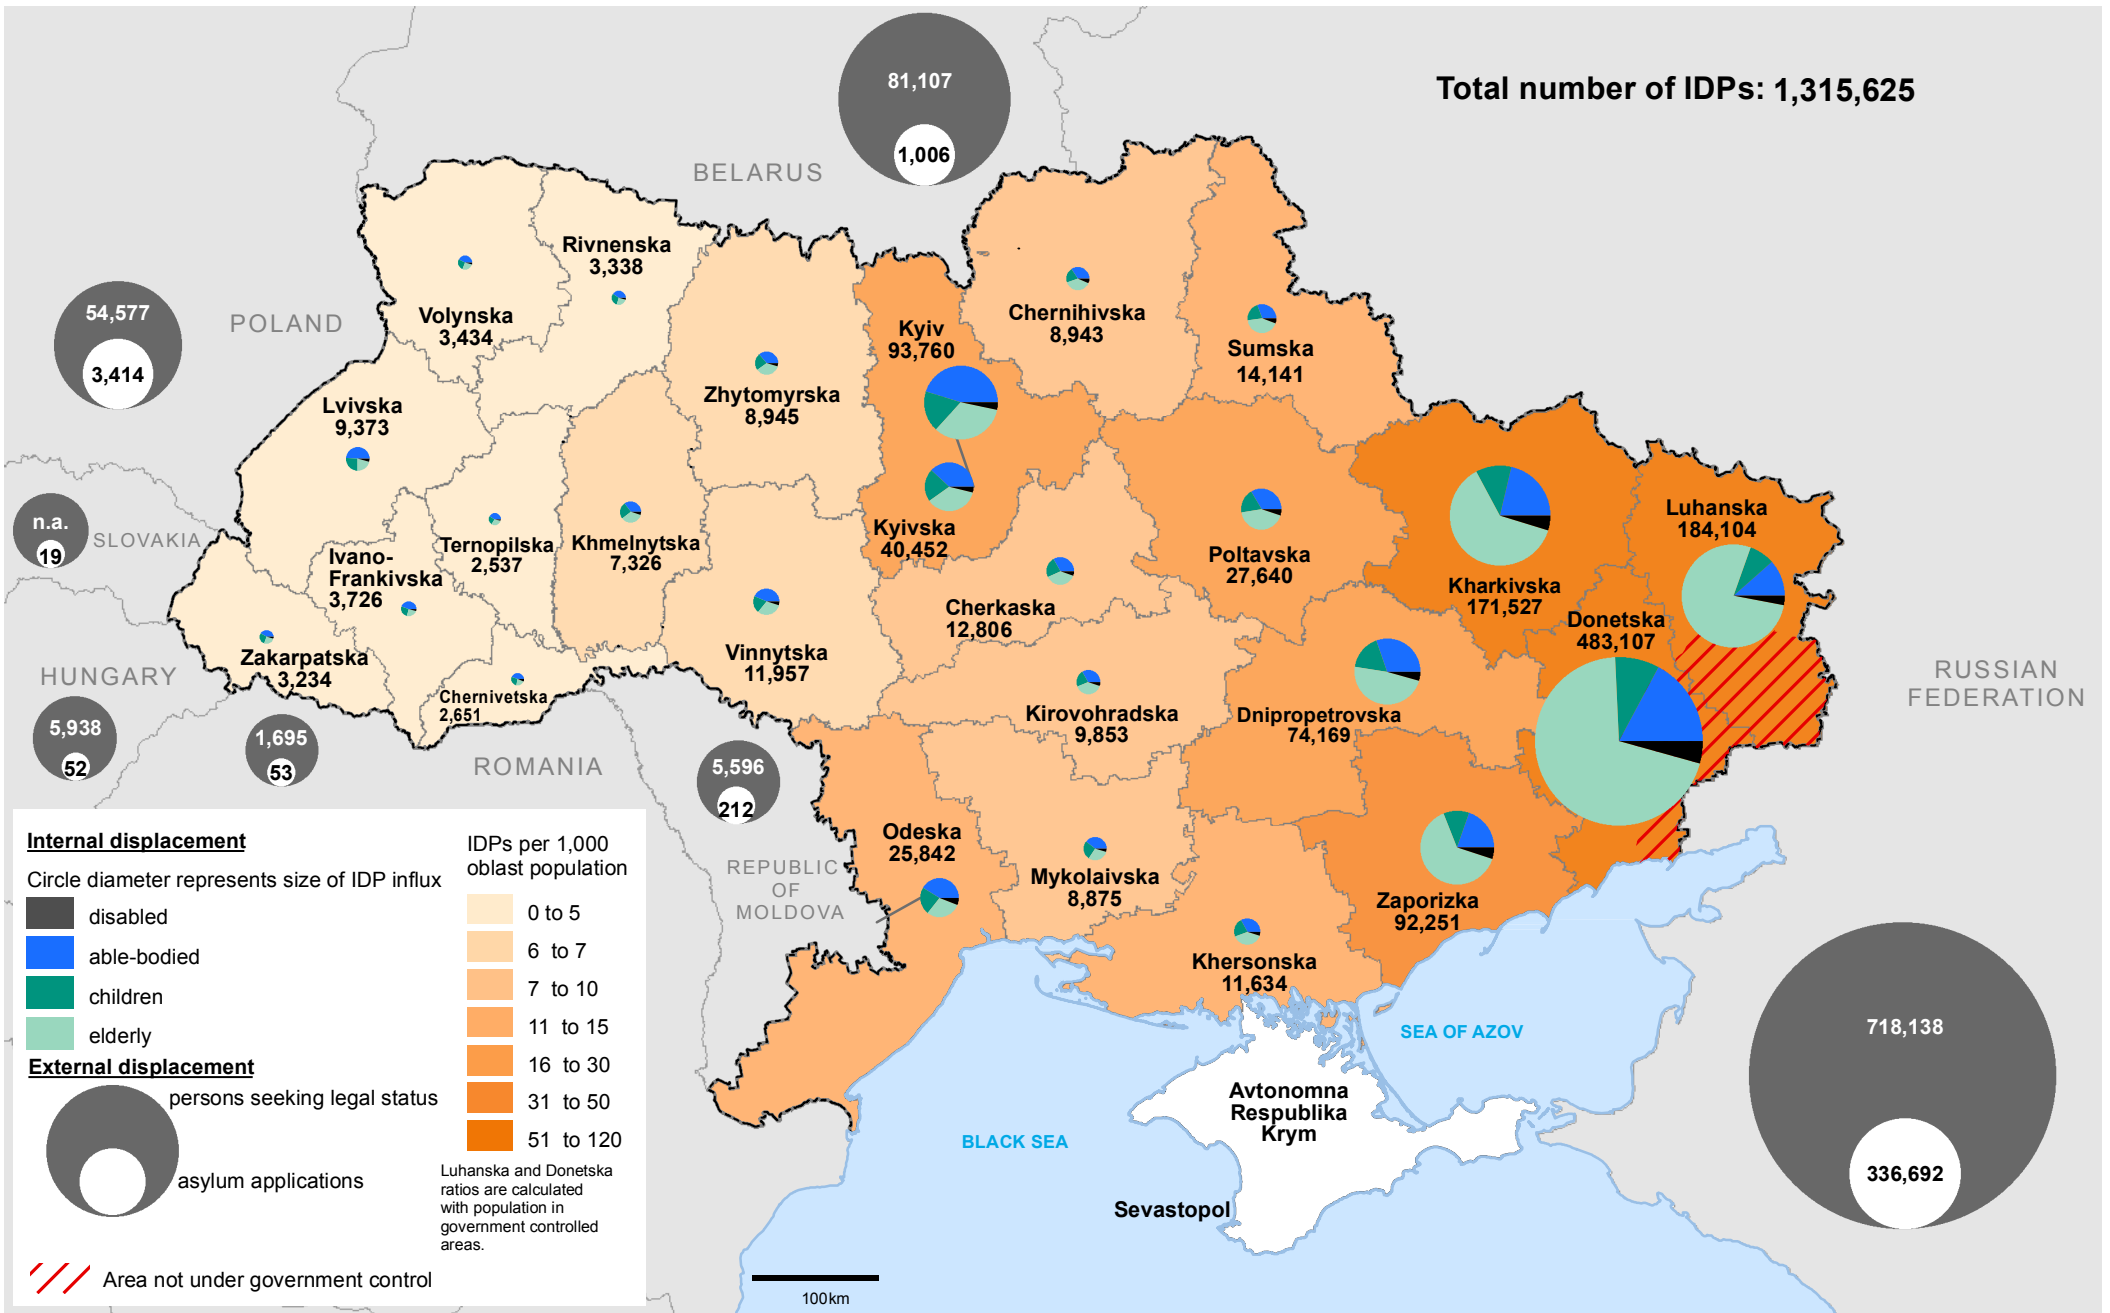 Total number of IDPs: 1,315,625
81,107
1,006
BELARUS
POLAND
54,577
3,414
n.a.
19
SLOVAKIA
HUNGARY
5,938
52
1,695
53
ROMANIA
5,596
212
REPUBLIC
OF
MOLDOVA
RUSSIAN
FEDERATION
718,138
336,692
Volynska
3,434
Rivnenska
3,338
Zhytomyrska
8,945
Kyiv
93,760
Kyivska
40,452
Chernihivska
8,943
Sumska
14,141
Lvivska
9,373
Ternopilska
2,537
Khmelnytska
7,326
Ivano-
Frankivska
3,726
Zakarpatska
3,234
Chernivetska
2,651
Vinnytska
11,957
Cherkaska
12,806
Poltavska
27,640
Kharkivska
171,527
Luhanska
184,104
Donetska
483,107
Kirovohradska
9,853
Dnipropetrovska
74,169
Odeska
25,842
Mykolaivska
8,875
Zaporizka
92,251
Khersonska
11,634
SEA OF AZOV
BLACK SEA
Avtonomna
Respublika
Krym
Sevastopol
Internal displacement
Circle diameter represents size of IDP influx
disabled
able-bodied
children
elderly
External displacement
persons seeking legal status
asylum applications
Area not under government control
IDPs per 1,000
oblast population
0 to 5
6 to 7
7 to 10
11 to 15
16 to 30
31 to 50
51 to 120
Luhanska and Donetska
ratios are calculated
with population in
government controlled
areas.
100km